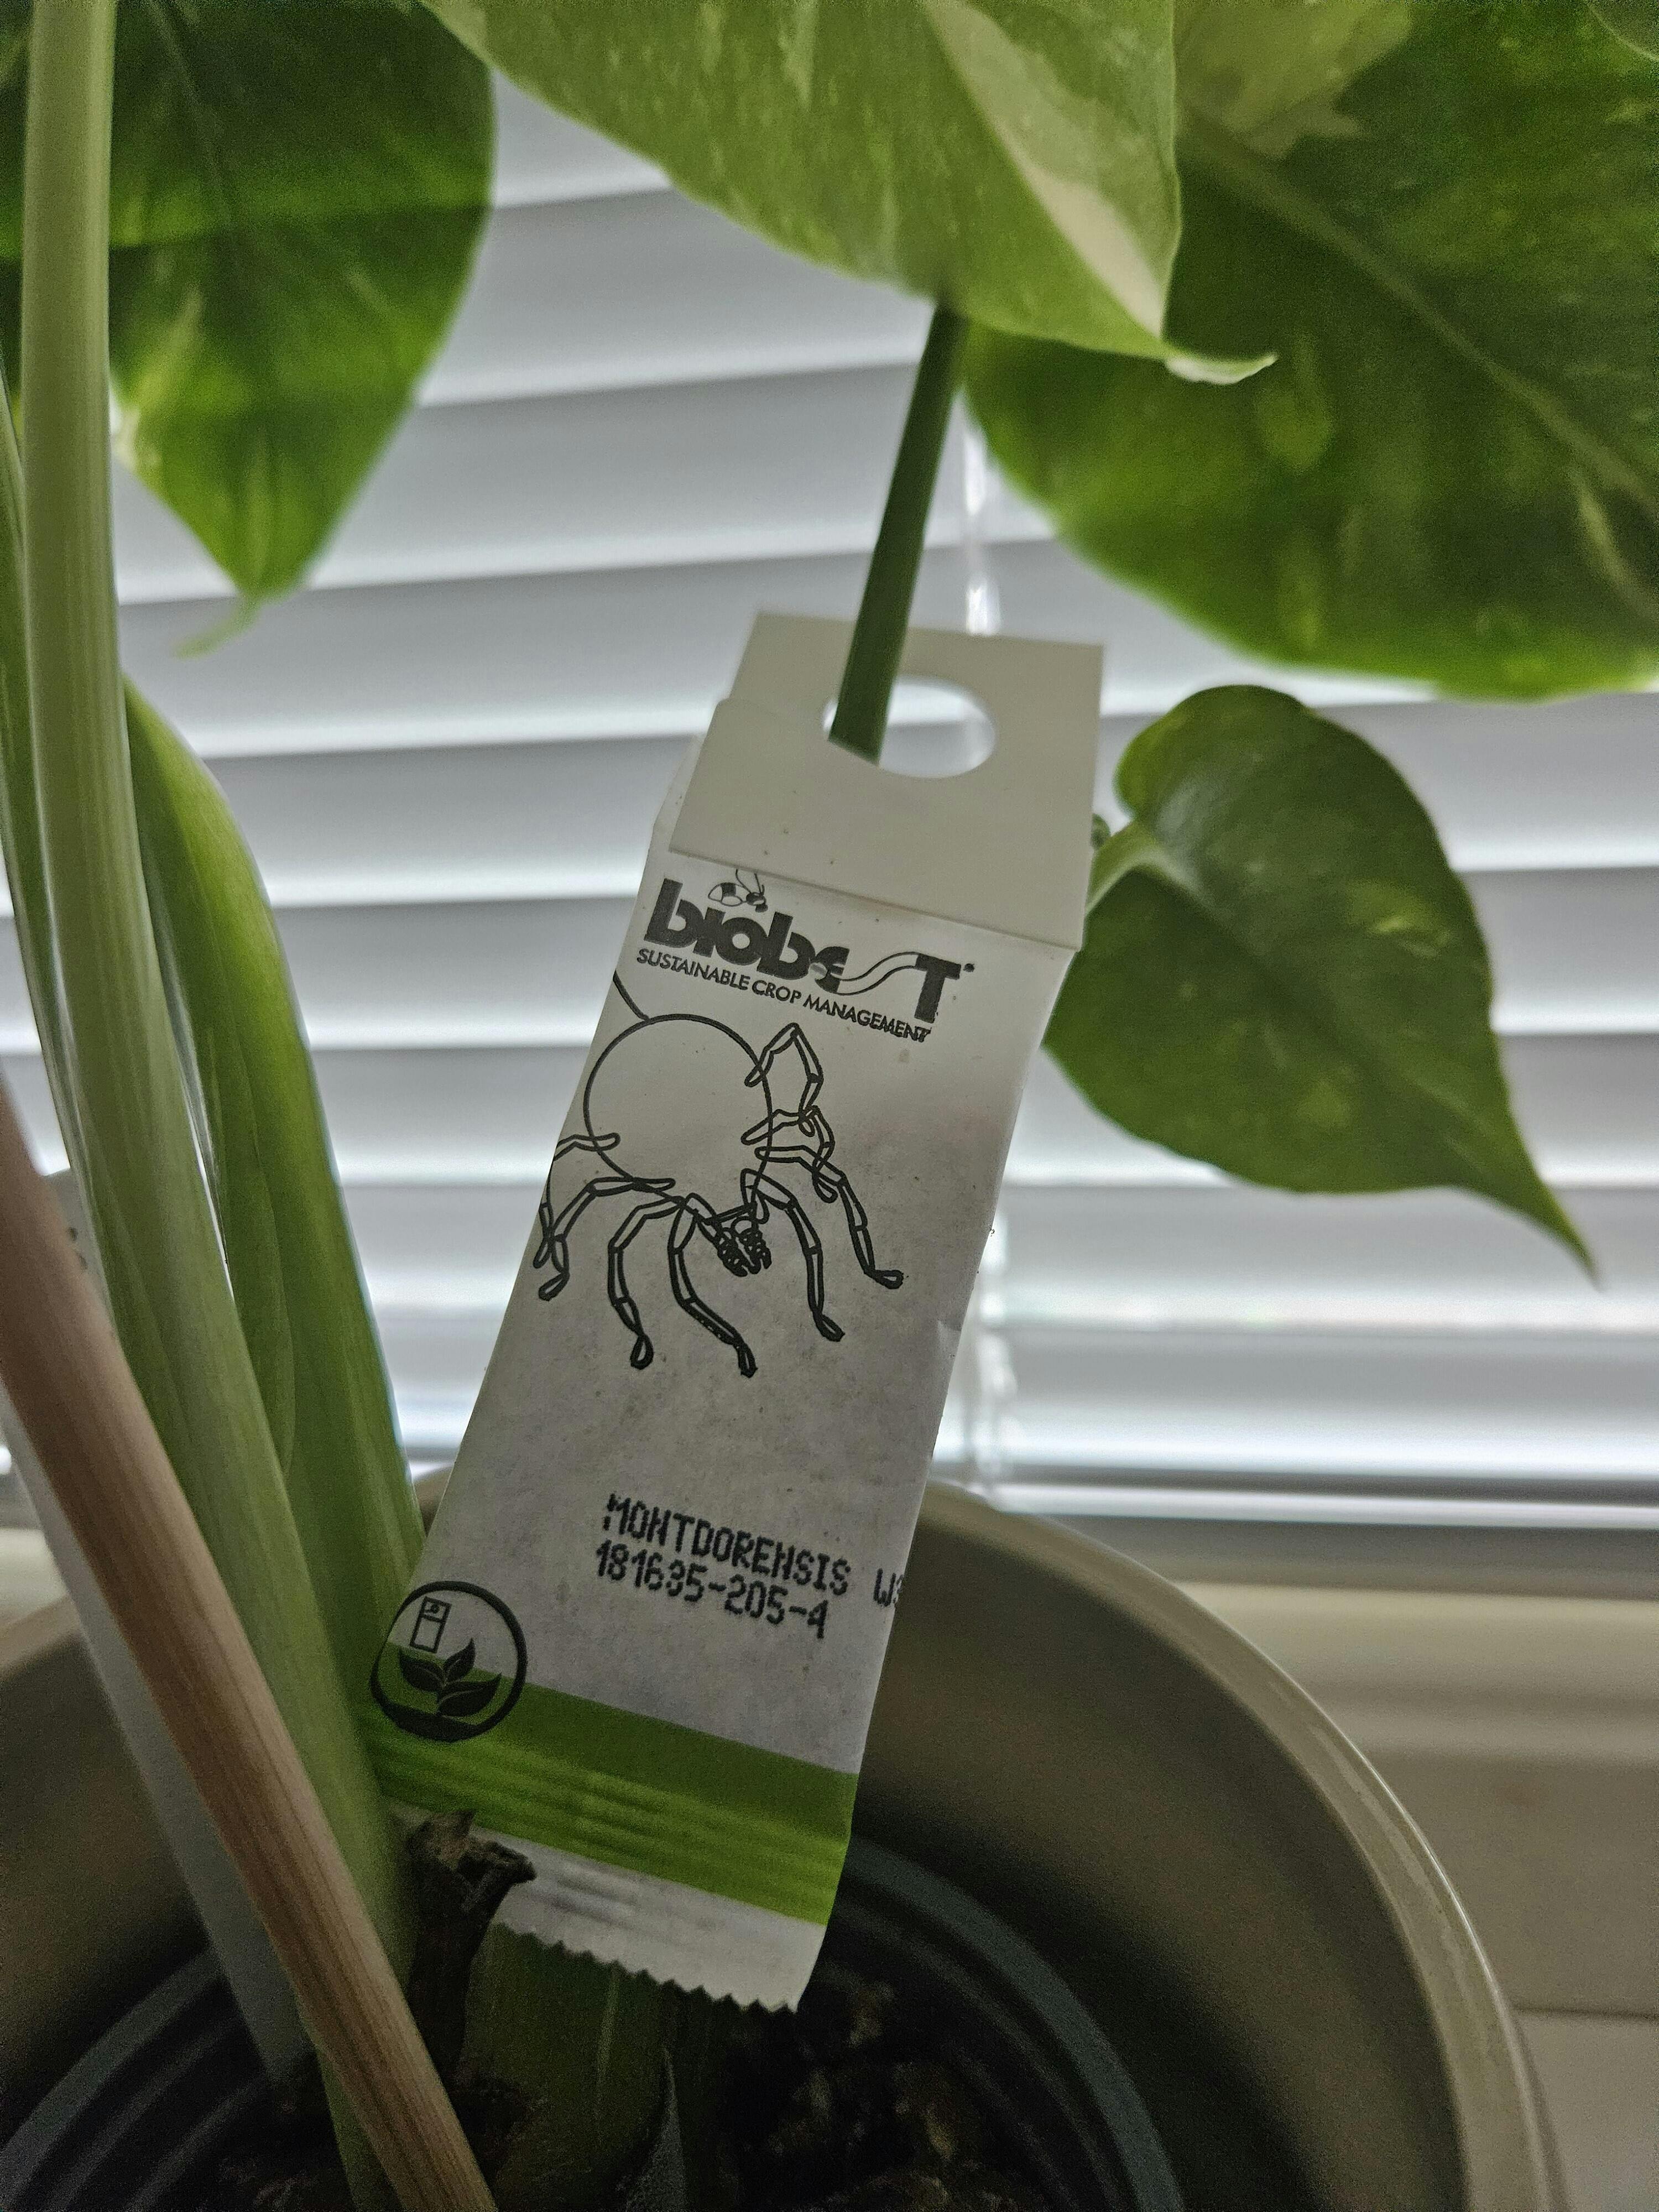 biobesT
SUSTAINABLE CROP MANAGEMENT
MONTDORENSIS
181635-205-4